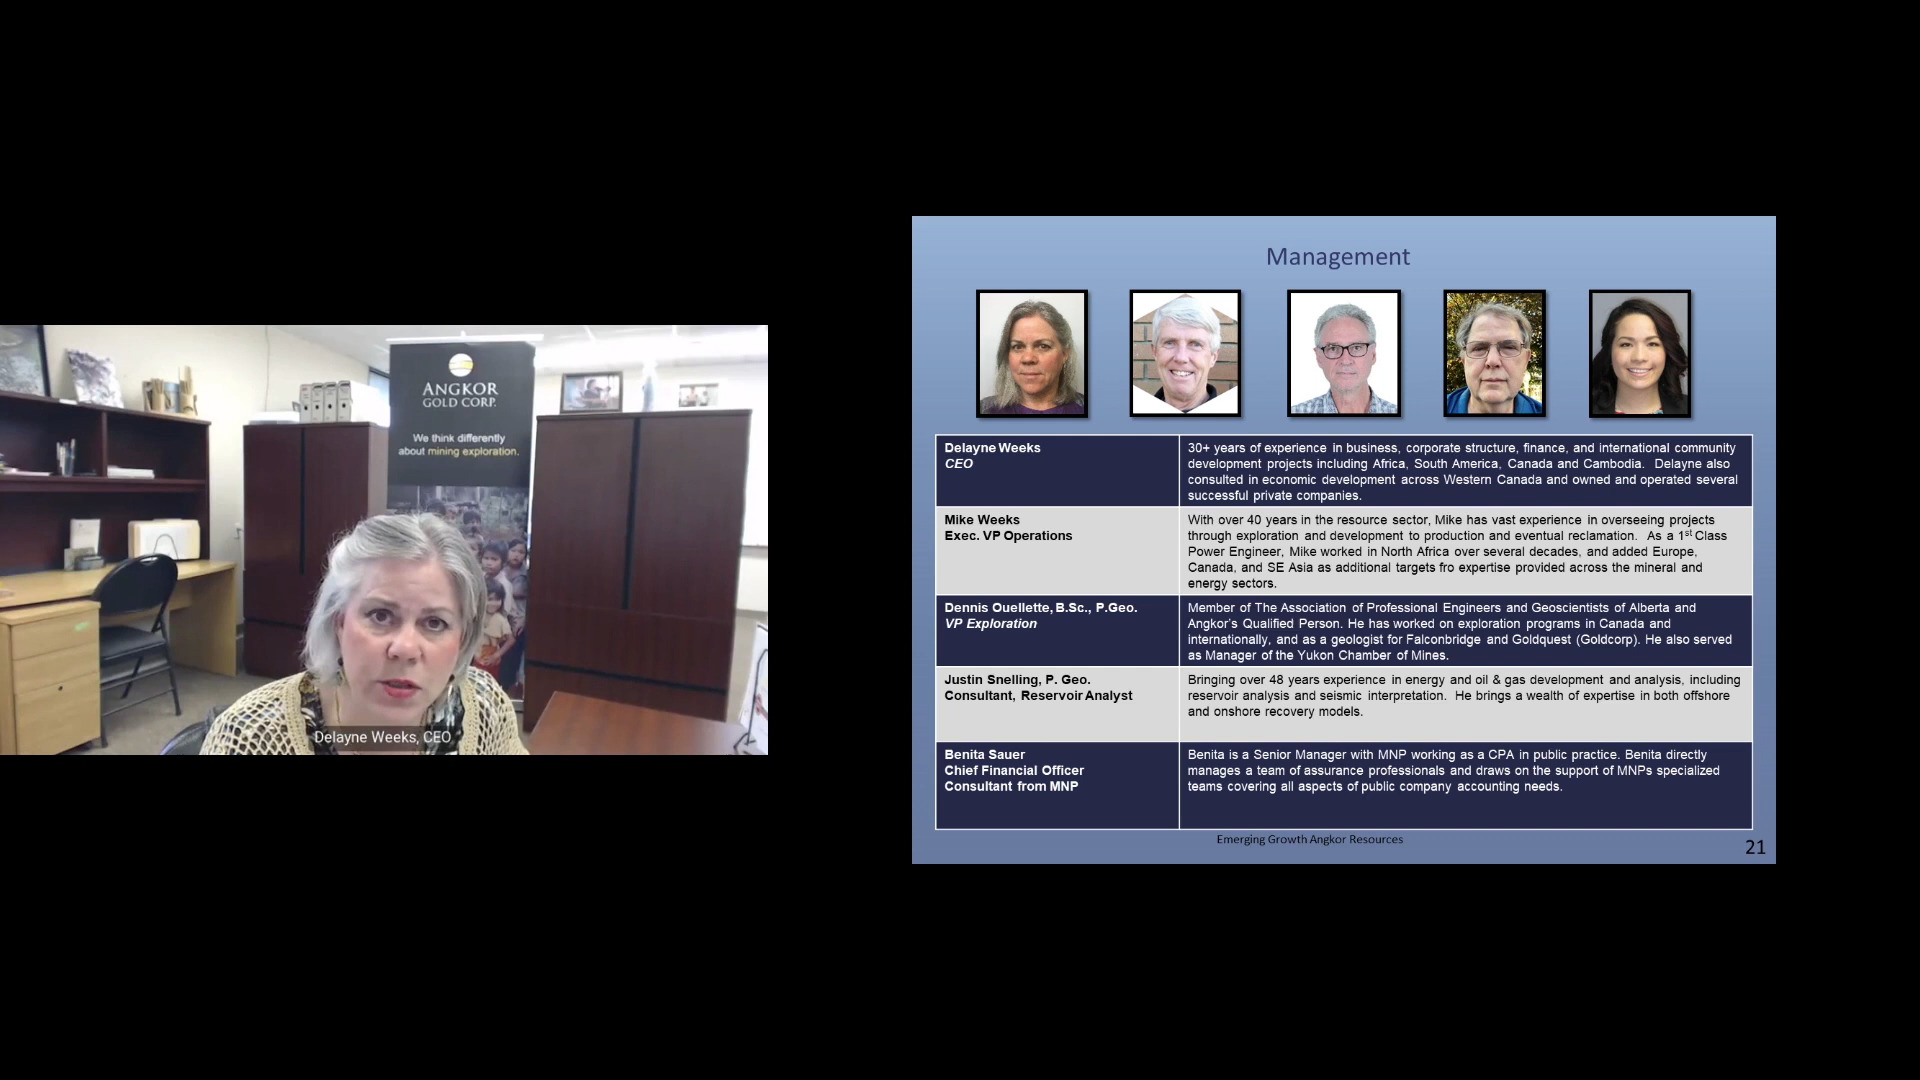 ANGKOR
GOLD CORP.
We think differently
about mining exploration.
Delayne Weeks, CEO
Management
Delayne Weeks
CEO
30+ years of experience in business, corporate structure, finance, and international community
development projects including Africa, South America, Canada and Cambodia. Delayne also
consulted in economic development across Western Canada and owned and operated several
successful private companies.
Mike Weeks
Exec. VP Operations
With over 40 years in the resource sector, Mike has vast experience in overseeing projects
through exploration and development to production and eventual reclamation. As a 1st Class
Power Engineer, Mike worked in North Africa over several decades, and added Europe,
Canada, and SE Asia as additional targets fro expertise provided across the mineral and
energy sectors.
Dennis Ouellette, B.Sc., P.Geo.
VP Exploration
Member of The Association of Professional Engineers and Geoscientists of Alberta and
Angkor's Qualified Person. He has worked on exploration programs in Canada and
internationally, and as a geologist for Falconbridge and Goldquest (Goldcorp). He also served
as Manager of the Yukon Chamber of Mines.
Justin Snelling, P. Geo.
Consultant, Reservoir Analyst
Bringing over 48 years experience in energy and oil & gas development and analysis, including
reservoir analysis and seismic interpretation. He brings a wealth of expertise in both offshore
and onshore recovery models.
Benita Sauer
Chief Financial Officer
Consultant from MNP
Benita is a Senior Manager with MNP working as a CPA in public practice. Benita directly
manages a team of assurance professionals and draws on the support of MNPs specialized
teams covering all aspects of public company accounting needs.
Emerging Growth Angkor Resources
21